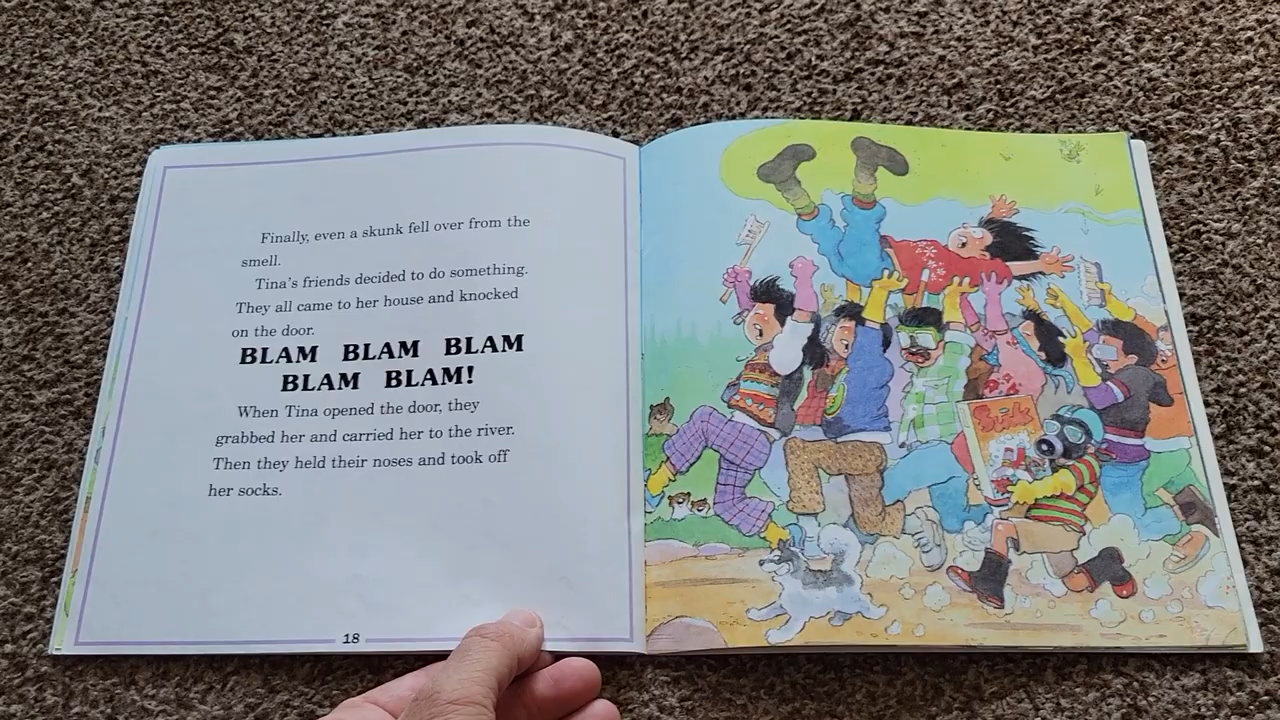 Finally, even a skunk fell over from the
smell.
Tina's friends decided to do something.
They all came to her house and knocked
on the door.
BLAM BLAM BLAM
BLAM BLAM!
When Tina opened the door, they
grabbed her and carried her to the river.
Then they held their noses and took off
her socks.
18